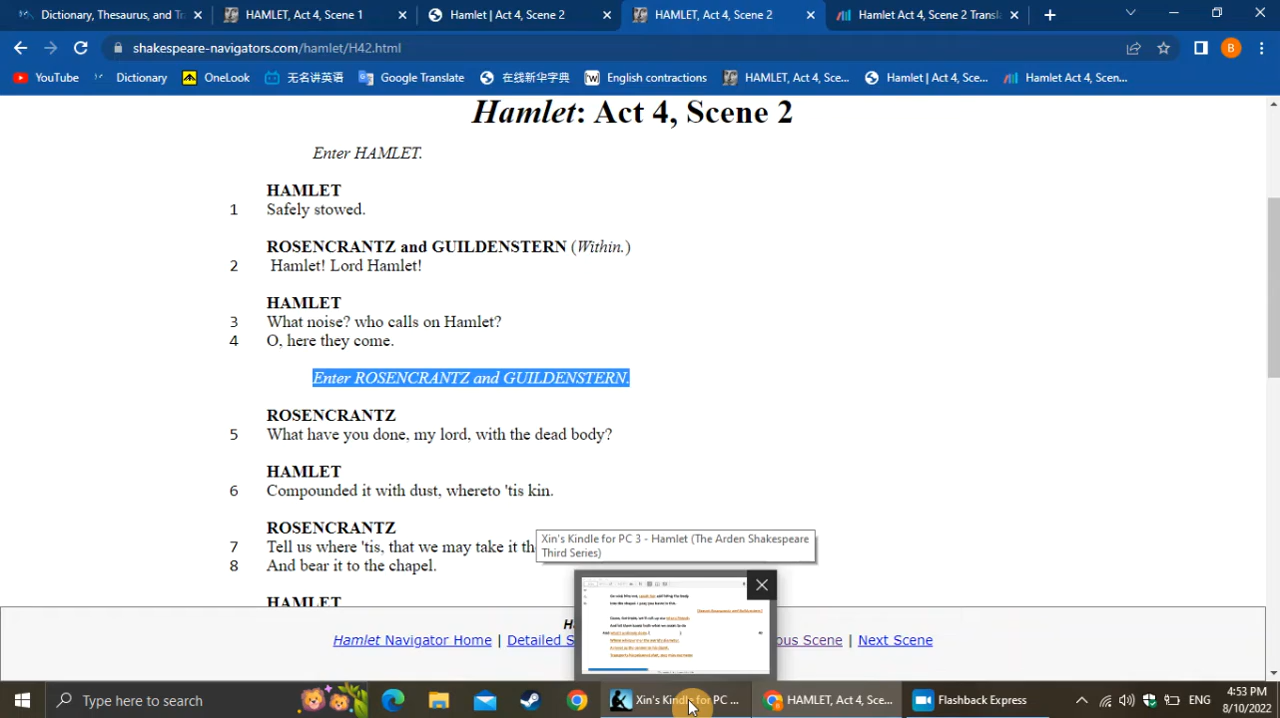 Dictionary, Thesaurus, and Tr
HAMLET, Act 4, Scene 1
Hamlet | Act 4, Scene 2
HAMLET, Act 4, Scene 2
Hamlet Act 4, Scene 2 Trans
shakespeare-navigators.com/hamlet/H42.html
B
YouTube
Dictionary
OneLook
无名讲英语
Google Translate
在线新华字典
English contractions
HAMLET, Act 4, Sce...
Hamlet | Act 4, Sce...
Hamlet Act 4, Scen...
Hamlet: Act 4, Scene 2
Enter HAMLET.
HAMLET
1 Safely stowed.
ROSENCRANTZ and GUILDENSTERN (Within.)
2 Hamlet! Lord Hamlet!
HAMLET
3 What noise? who calls on Hamlet?
4 O, here they come.
Enter ROSENCRANTZ and GUILDENSTERN.
ROSENCRANTZ
5 What have you done, my lord, with the dead body?
HAMLET
6 Compounded it with dust, whereto 'tis kin.
ROSENCRANTZ
7 Tell us where 'tis, that we may take it th
8 And bear it to the chapel.
HAMLET
Xin's Kindle for PC 3 - Hamlet (The Arden Shakespeare
Third Series)
Hamlet Navigator Home | Detailed S
ous Scene | Next Scene
Type here to search
Xin's Kindle for PC ...
HAMLET, Act 4, Sce...
Flashback Express
ENG
4:53 PM
8/10/2022